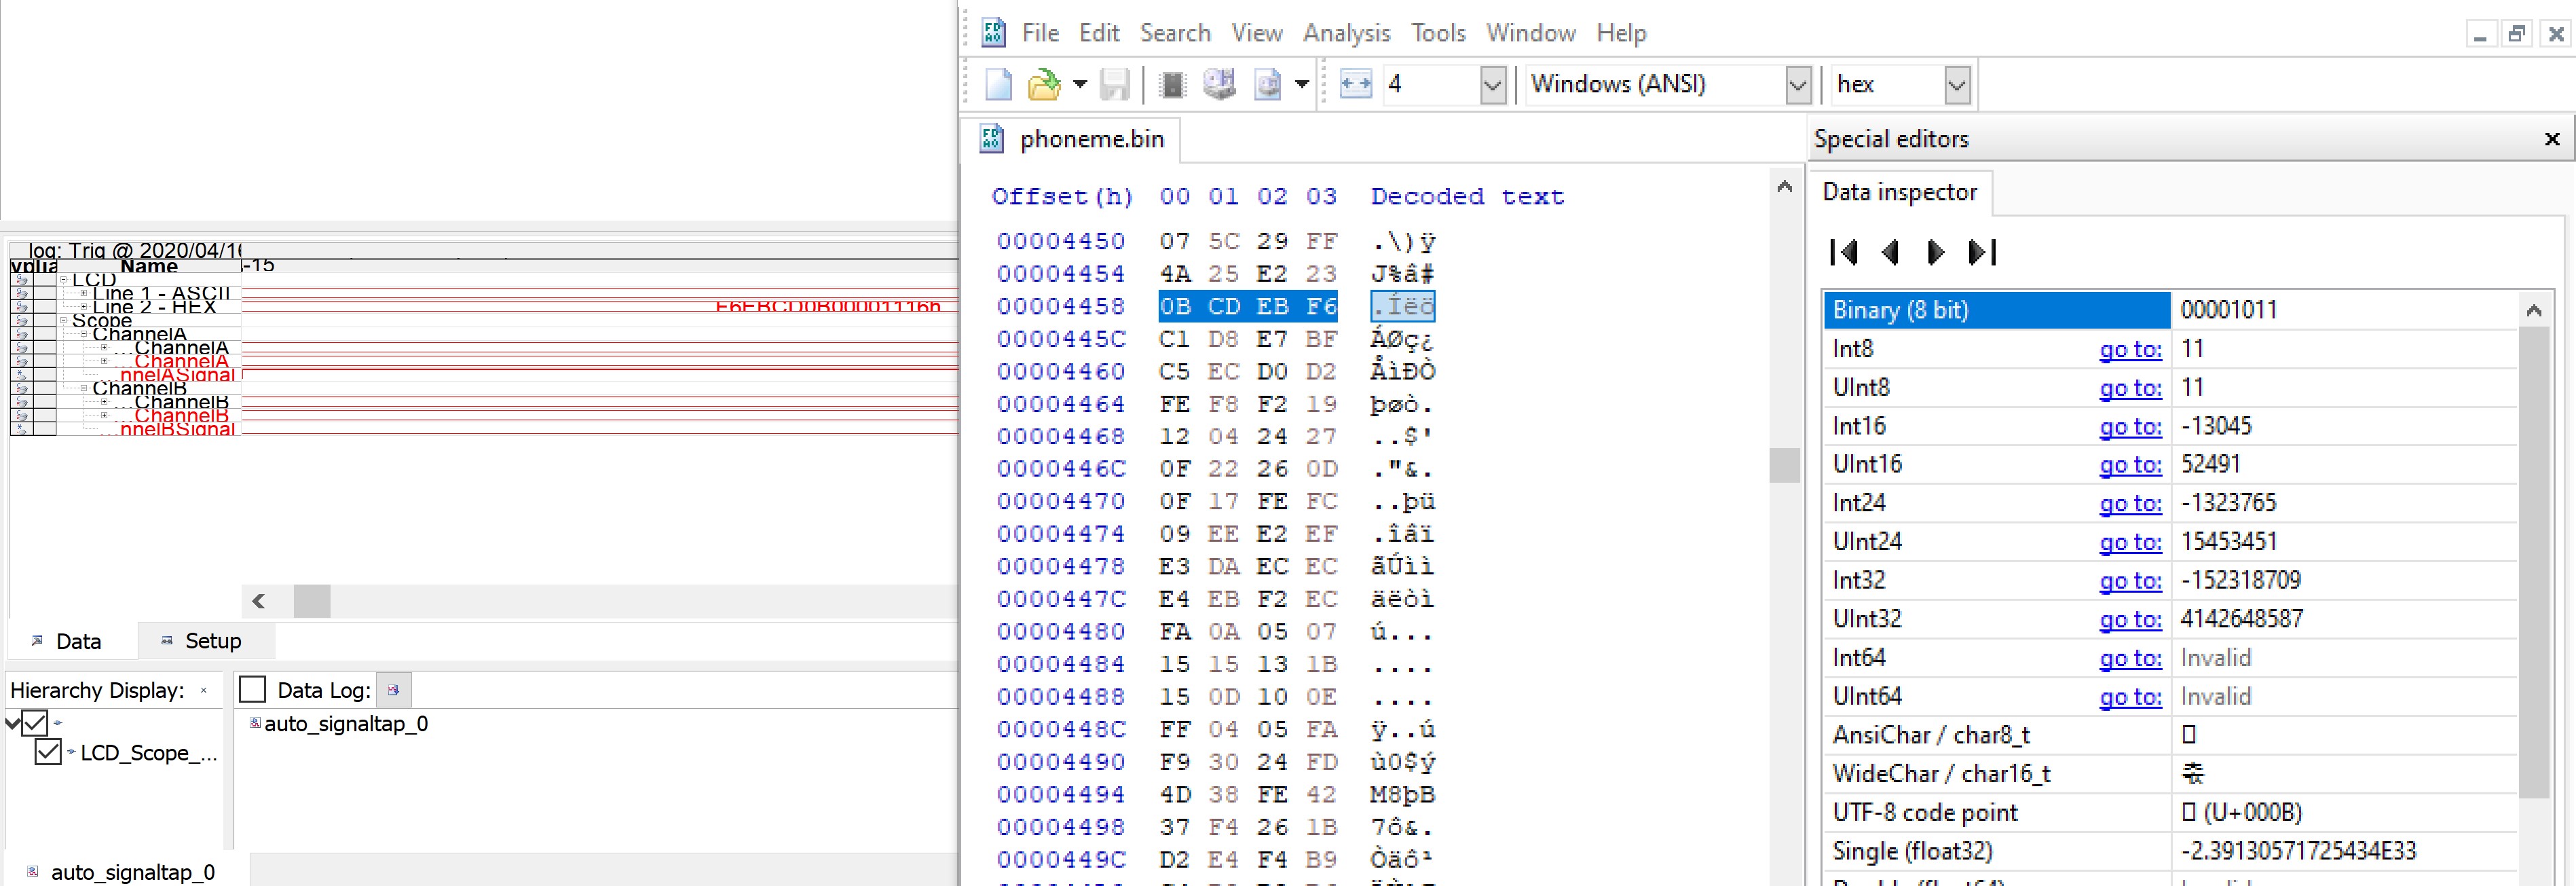 log: Trig @ 2020/04/16
Name -15
LCD
Line 1 - ASCII
Line 2 - HEX F6EBCD0B00001116h
Scope
ChannelA
...ChannelA
ChannelA
...nnelASignal
ChannelB
...ChannelB
ChannelB
...nnelBSignal
Data Setup
Hierarchy Display: × Data Log:
auto_signaltap_0
LCD_Scope_...
auto_signaltap_0
File Edit Search View Analysis Tools Window Help
4 Windows (ANSI) hex
phoneme.bin
Offset(h) 00 01 02 03 Decoded text
00004450 07 5C 29 FF .\)ÿ
00004454 4A 25 E2 23 J%â#
00004458 0B CD EB F6 .Íëö
0000445C C1 D8 E7 BF ÁØç¿
00004460 C5 EC D0 D2 ÅìÐÒ
00004464 FE F8 F2 19 þøò.
00004468 12 04 24 27 ..$'
0000446C 0F 22 26 0D ."&.
00004470 0F 17 FE FC ..þü
00004474 09 EE E2 EF .îâï
00004478 E3 DA EC EC ãÚìì
0000447C E4 EB F2 EC äëòì
00004480 FA 0A 05 07 ú...
00004484 15 15 13 1B ....
00004488 15 0D 10 0E ....
0000448C FF 04 05 FA ÿ..ú
00004490 F9 30 24 FD ù0$ý
00004494 4D 38 FE 42 M8þB
00004498 37 F4 26 1B 7ô&.
0000449C D2 E4 F4 B9 Òäô¹
Special editors
Data inspector
Binary (8 bit) 00001011
Int8 go to: 11
UInt8 go to: 11
Int16 go to: -13045
UInt16 go to: 52491
Int24 go to: -1323765
UInt24 go to: 15453451
Int32 go to: -152318709
UInt32 go to: 4142648587
Int64 go to: Invalid
UInt64 go to: Invalid
AnsiChar / char8_t
WideChar / char16_t
UTF-8 code point (U+000B)
Single (float32) -2.39130571725434E33